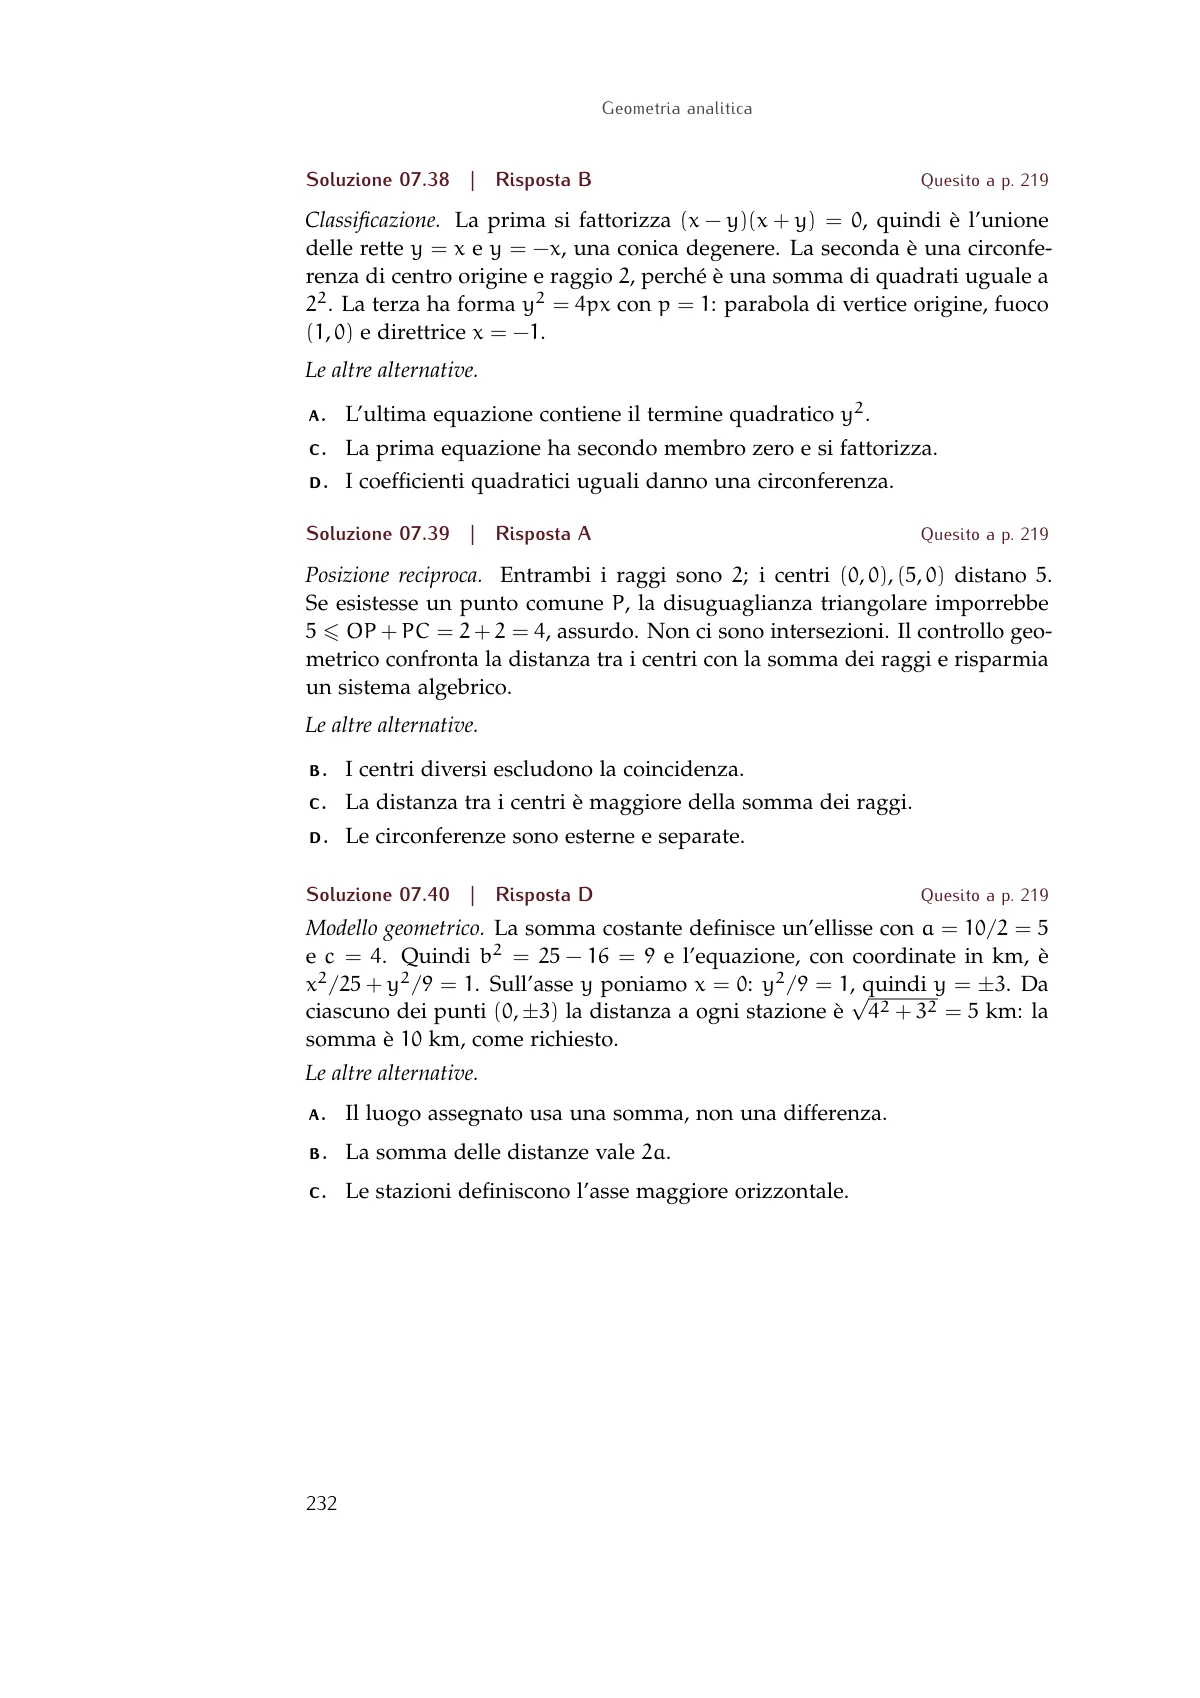 Geometria analitica
Soluzione 07.38 | Risposta B Quesito a p. 219
Classificazione. La prima si fattorizza (x − y)(x + y) = 0, quindi è l’unione
delle rette y = x e y = −x, una conica degenere. La seconda è una circonfe-
renza di centro origine e raggio 2, perché è una somma di quadrati uguale a
2². La terza ha forma y² = 4px con p = 1: parabola di vertice origine, fuoco
(1, 0) e direttrice x = −1.
Le altre alternative.
A. L’ultima equazione contiene il termine quadratico y².
C. La prima equazione ha secondo membro zero e si fattorizza.
D. I coefficienti quadratici uguali danno una circonferenza.
Soluzione 07.39 | Risposta A Quesito a p. 219
Posizione reciproca. Entrambi i raggi sono 2; i centri (0, 0), (5, 0) distano 5.
Se esistesse un punto comune P, la disuguaglianza triangolare imporrebbe
5 ⩽ OP + PC = 2 + 2 = 4, assurdo. Non ci sono intersezioni. Il controllo geo-
metrico confronta la distanza tra i centri con la somma dei raggi e risparmia
un sistema algebrico.
Le altre alternative.
B. I centri diversi escludono la coincidenza.
C. La distanza tra i centri è maggiore della somma dei raggi.
D. Le circonferenze sono esterne e separate.
Soluzione 07.40 | Risposta D Quesito a p. 219
Modello geometrico. La somma costante definisce un’ellisse con a = 10/2 = 5
e c = 4. Quindi b² = 25 − 16 = 9 e l’equazione, con coordinate in km, è
x²/25 + y²/9 = 1. Sull’asse y poniamo x = 0: y²/9 = 1, quindi y = ±3. Da
ciascuno dei punti (0, ±3) la distanza a ogni stazione è √4² + 3² = 5 km: la
somma è 10 km, come richiesto.
Le altre alternative.
A. Il luogo assegnato usa una somma, non una differenza.
B. La somma delle distanze vale 2a.
C. Le stazioni definiscono l’asse maggiore orizzontale.
232